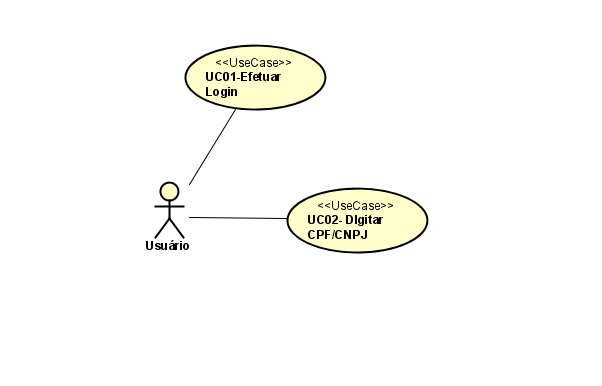 <<UseCase>>
UC01-Efetuar
Login
<<UseCase>>
UC02- DIgitar
CPF/CNPJ
Usuário